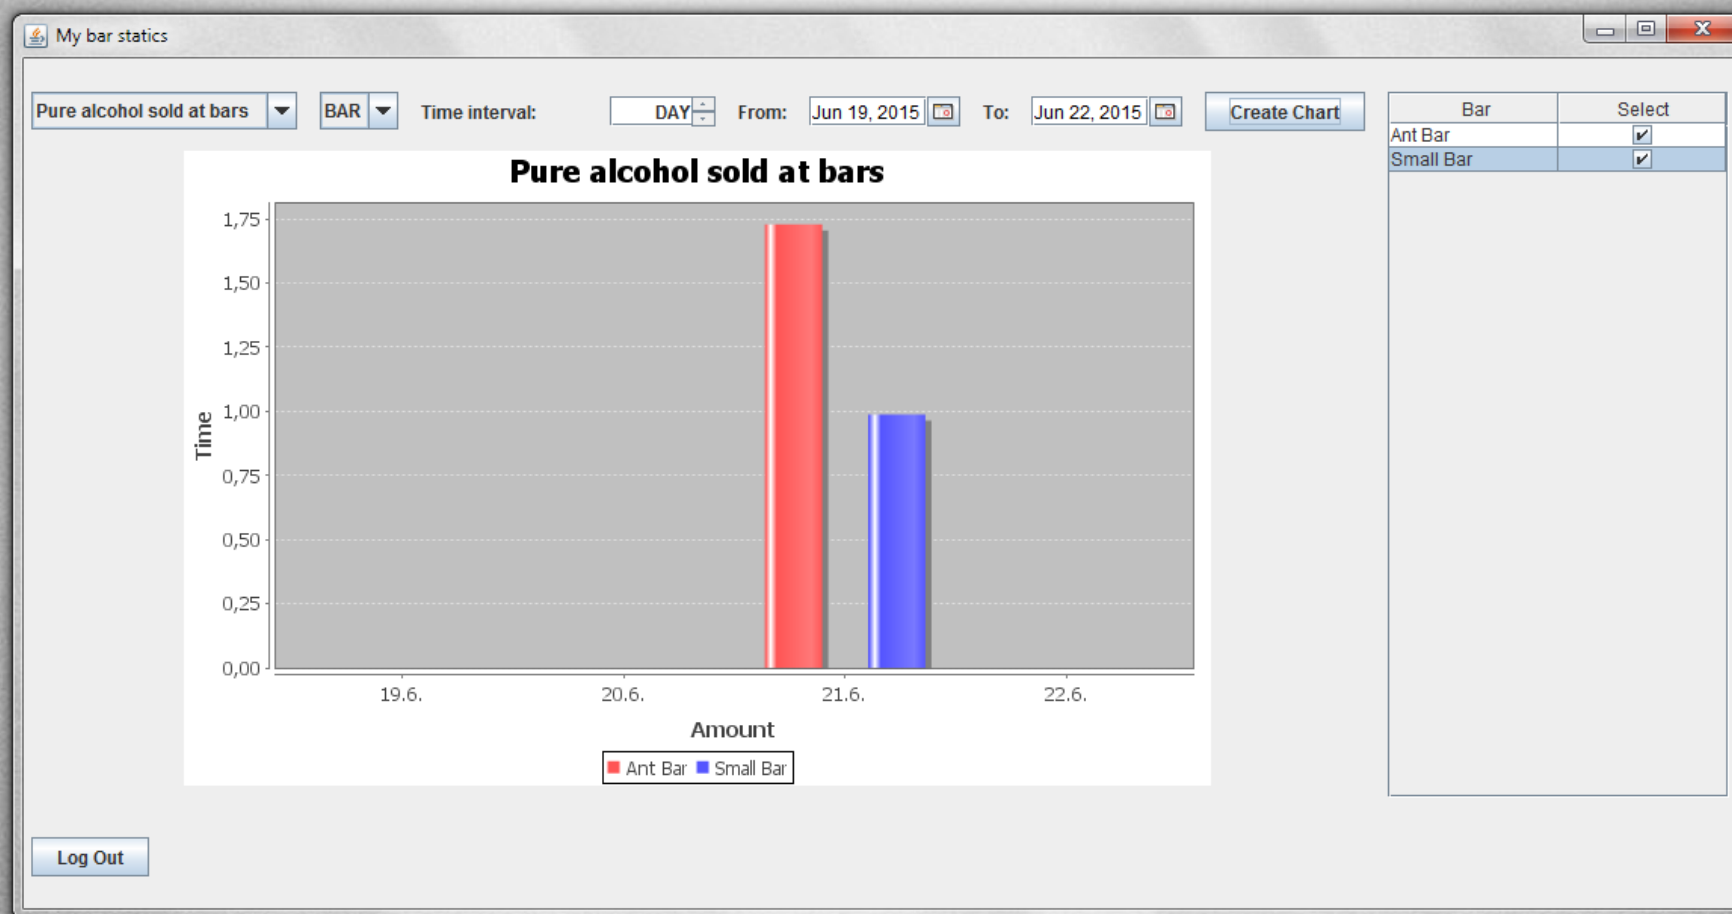 My bar statics
Pure alcohol sold at bars BAR Time interval: DAY From: Jun 19, 2015 To: Jun 22, 2015 Create Chart
Bar Select
Ant Bar
Small Bar
Pure alcohol sold at bars
1,75
1,50
1,25
1,00
0,75
0,50
0,25
0,00
Time
19.6. 20.6. 21.6. 22.6.
Amount
Ant Bar Small Bar
Log Out